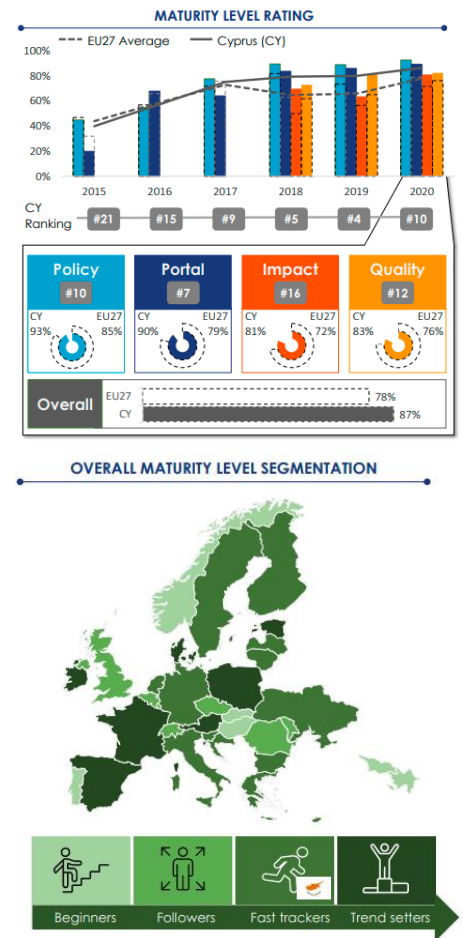 MATURITY LEVEL RATING
EU27 Average Cyprus (CY)
100%
80%
60%
40%
20%
0%
2015 2016 2017 2018 2019 2020
CY
Ranking
#21 #15 #9 #5 #4 #10
Policy Portal Impact Quality
#10 #7 #16 #12
CY EU27 CY EU27 CY EU27 CY EU27
93% 85% 90% 79% 81% 72% 83% 76%
Overall
EU27 78%
CY 87%
OVERALL MATURITY LEVEL SEGMENTATION
Beginners Followers Fast trackers Trend setters